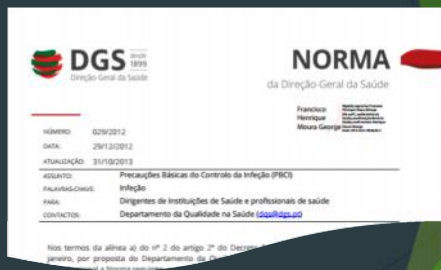 DGS desde 1899
Direção-Geral da Saúde
NORMA
da Direção-Geral da Saúde
Francisco
Henrique
Moura George
NÚMERO: 029/2012
DATA: 29/12/2012
ATUALIZAÇÃO: 31/10/2013
ASSUNTO: Precauções Básicas do Controlo da Infeção (PBCI)
PALAVRAS-CHAVE: Infeção
PARA: Dirigentes de Instituições de Saúde e profissionais de saúde
CONTACTOS: Departamento da Qualidade na Saúde (dqs@dgs.pt)
Nos termos da alínea a) do nº 2 do artigo 2º do Decreto
janeiro, por proposta do Departamento da